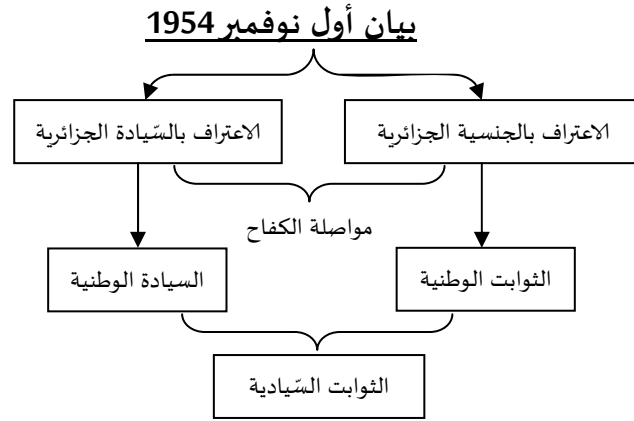 بيان أول نوفمبر 1954
الاعتراف بالجنسية الجزائرية
الاعتراف بالسّيادة الجزائرية
مواصلة الكفاح
الثوابت الوطنية
السيادة الوطنية
الثوابت السّيادية